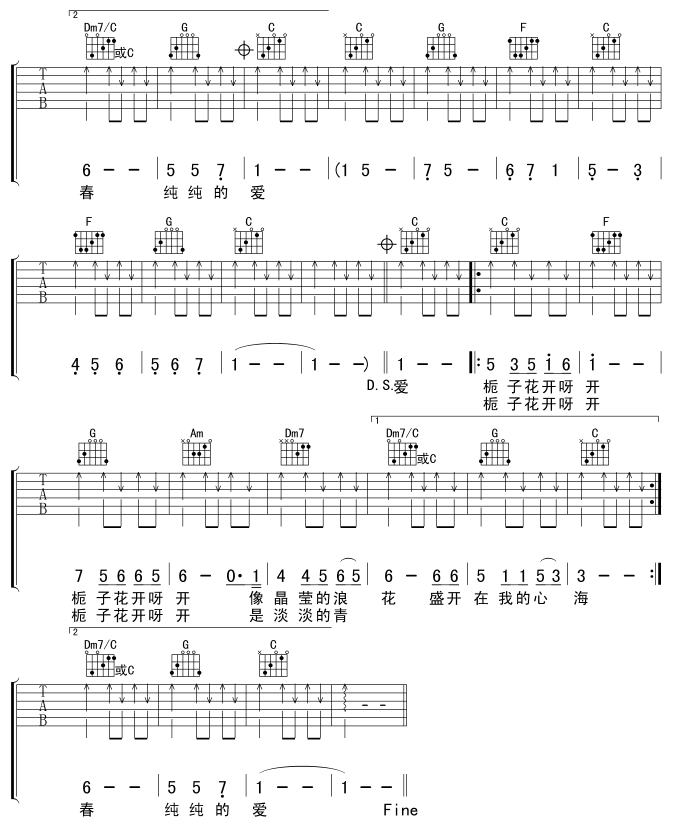 2
Dm7/C 或C G C C G F C
T
A
B
6 - - | 5 5 7 | 1 - - | (1 5 - | 7 5 - | 6 7 1 | 5 - 3 |
春 纯 纯 的 爱
F G C C C F
T
A
B
4 5 6 | 5 6 7 | 1 - - | 1 - -) || 1 - - |: 5 3 5 1 6 | 1 - - |
D.S.爱 栀 子花开呀 开
栀 子花开呀 开
1
G Am Dm7 Dm7/C 或C G C
T
A
B
7 5 6 6 5 | 6 - 0· 1 | 4 4 5 6 5 | 6 - 6 6 | 5 1 1 5 3 | 3 - - :|
栀 子花开呀 开 像 晶 莹的浪 花 盛开 在 我的心 海
栀 子花开呀 开 是 淡 淡的青
2
Dm7/C 或C G C
T
A
B
- -
6 - - | 5 5 7 | 1 - - | 1 - - ||
春 纯 纯 的 爱 Fine